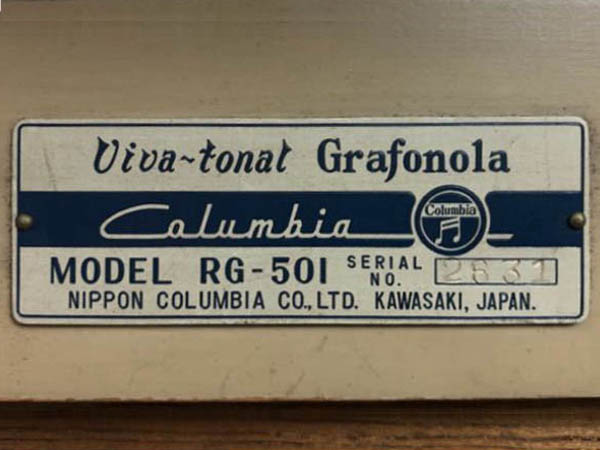 Viva-tonal Grafonola
Columbia
Columbia
MODEL RG-501 SERIAL NO. 2631
NIPPON COLUMBIA CO., LTD. KAWASAKI, JAPAN.